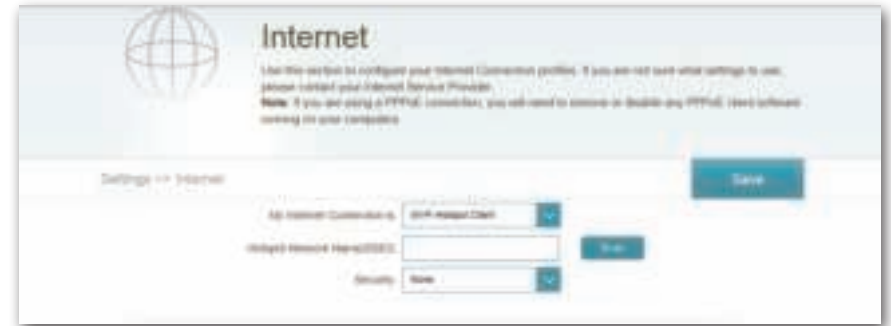 Internet
Use this section to configure your Internet Connection profiles. If you are not sure what settings to use,
please contact your Internet Service Provider.
Note: If you are using a PPPoE connection, you will need to remove or disable any PPPoE client software
running on your computers.
Settings >> Internet
Save
My Internet Connection is
Wi-Fi Hotspot Client
Hotspot Network Name(SSID)
Scan
Security
None